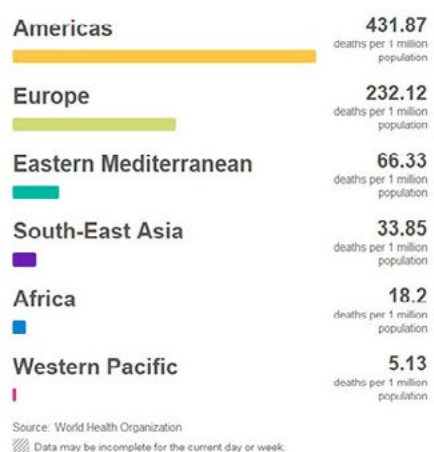 Americas
431.87
deaths per 1 million
population
Europe
232.12
deaths per 1 million
population
Eastern Mediterranean
66.33
deaths per 1 million
population
South-East Asia
33.85
deaths per 1 million
population
Africa
18.2
deaths per 1 million
population
Western Pacific
5.13
deaths per 1 million
population
Source: World Health Organization
Data may be incomplete for the current day or week.